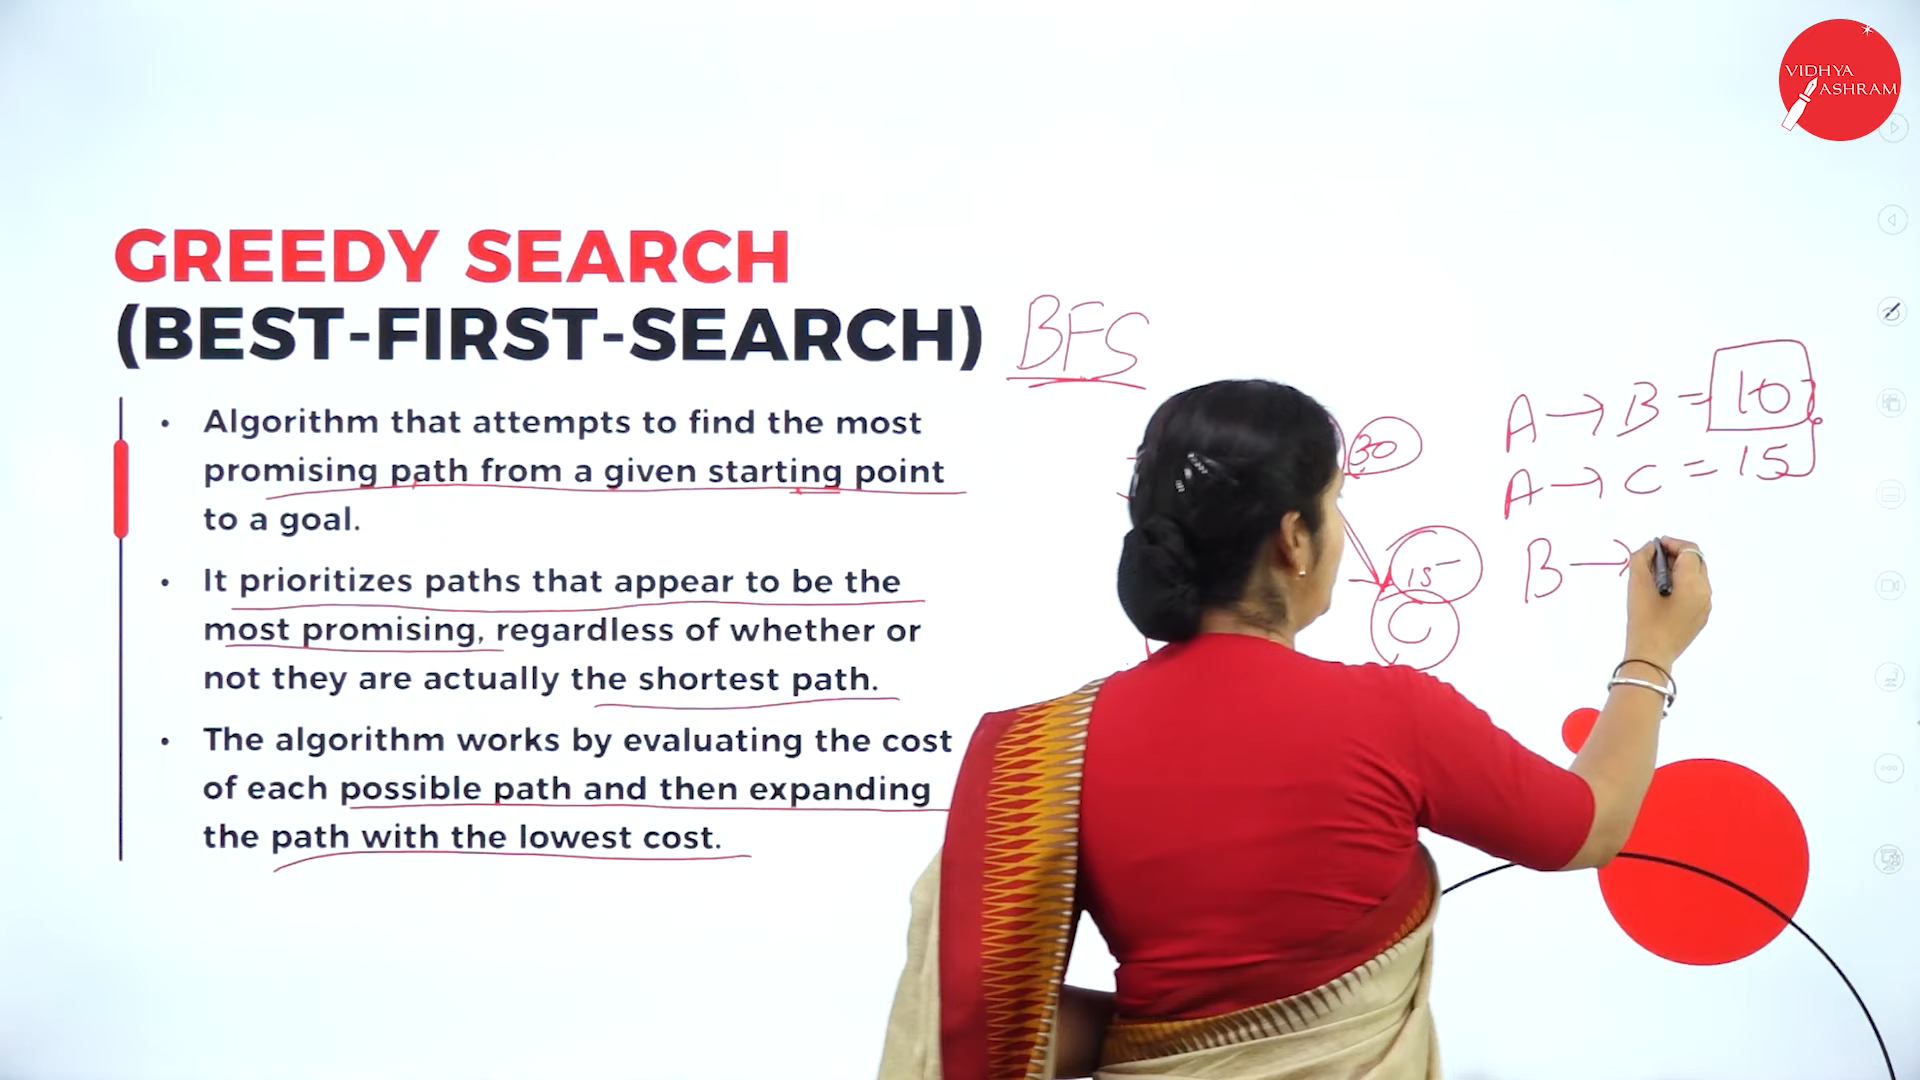 VIDHYA
ASHRAM
GREEDY SEARCH
(BEST-FIRST-SEARCH)
BFS
• Algorithm that attempts to find the most
promising path from a given starting point
to a goal.
• It prioritizes paths that appear to be the
most promising, regardless of whether or
not they are actually the shortest path.
• The algorithm works by evaluating the cost
of each possible path and then expanding
the path with the lowest cost.
30
15
C
A → B = 10
A → C = 15
B →